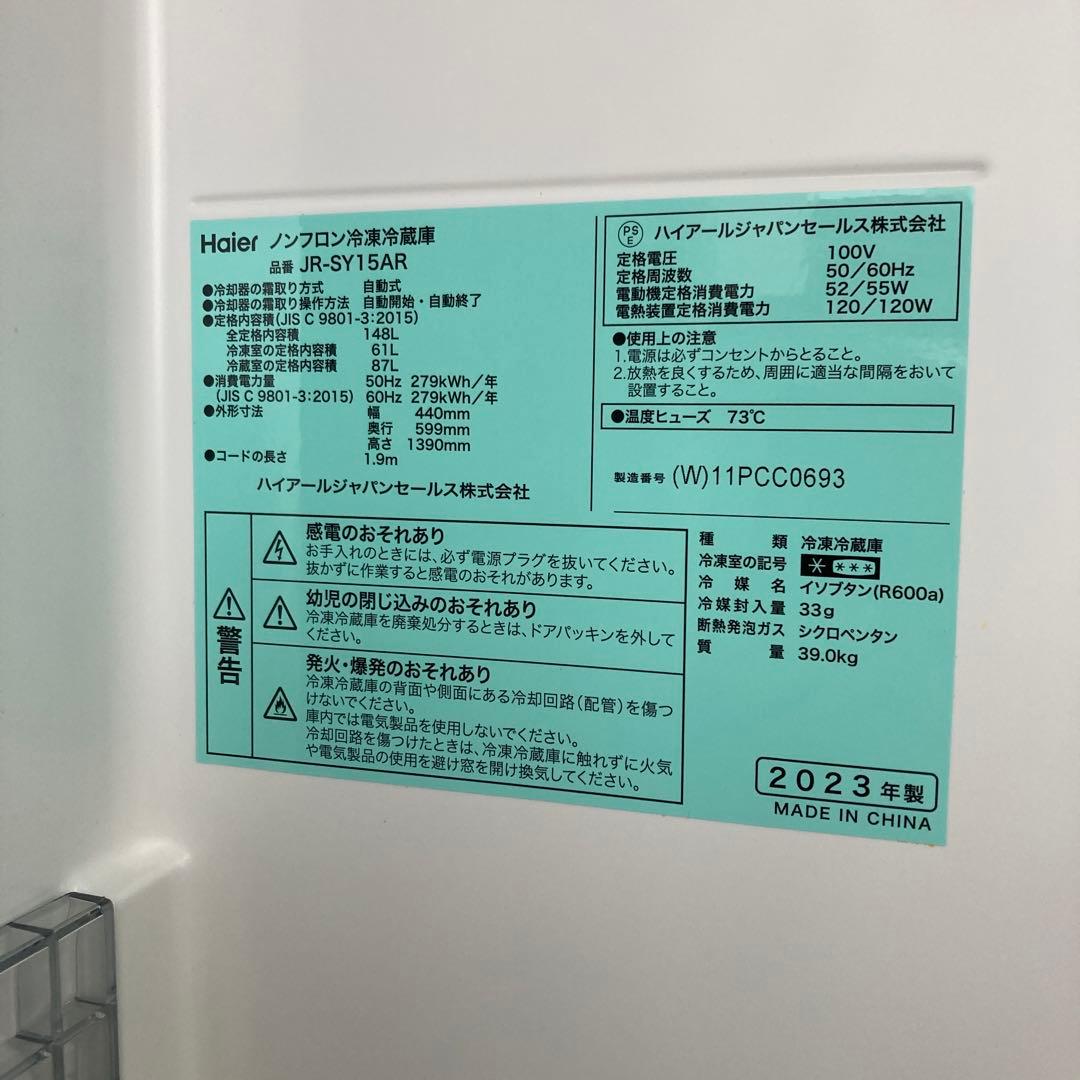 Haier ノンフロン冷凍冷蔵庫
品番 JR-SY15AR
●冷却器の霜取り方式 自動式
●冷却器の霜取り操作方法 自動開始・自動終了
●定格内容積(JIS C 9801-3:2015)
全定格内容積 148L
冷凍室の定格内容積 61L
冷蔵室の定格内容積 87L
●消費電力量 50Hz 279kWh/年
(JIS C 9801-3:2015) 60Hz 279kWh/年
●外形寸法 幅 440mm
奥行 599mm
高さ 1390mm
●コードの長さ 1.9m
ハイアールジャパンセールス株式会社
PSE ハイアールジャパンセールス株式会社
定格電圧 100V
定格周波数 50/60Hz
電動機定格消費電力 52/55W
電熱装置定格消費電力 120/120W
●使用上の注意
1.電源は必ずコンセントからとること。
2.放熱を良くするため、周囲に適当な間隔をおいて
設置すること。
●温度ヒューズ 73℃
製造番号 (W)11PCC0693
警告
感電のおそれあり
お手入れのときには、必ず電源プラグを抜いてください。
抜かずに作業すると感電のおそれがあります。
幼児の閉じ込みのおそれあり
冷凍冷蔵庫を廃棄処分するときは、ドアパッキンを外して
ください。
発火・爆発のおそれあり
冷凍冷蔵庫の背面や側面にある冷却回路(配管)を傷つ
けないでください。
庫内では電気製品を使用しないでください。
冷却回路を傷つけたときは、冷凍冷蔵庫に触れずに火気
や電気製品の使用を避け窓を開け換気してください。
種類 冷凍冷蔵庫
冷凍室の記号 * ***
冷媒名 イソブタン(R600a)
冷媒封入量 33g
断熱発泡ガス シクロペンタン
質量 39.0kg
2023年製
MADE IN CHINA